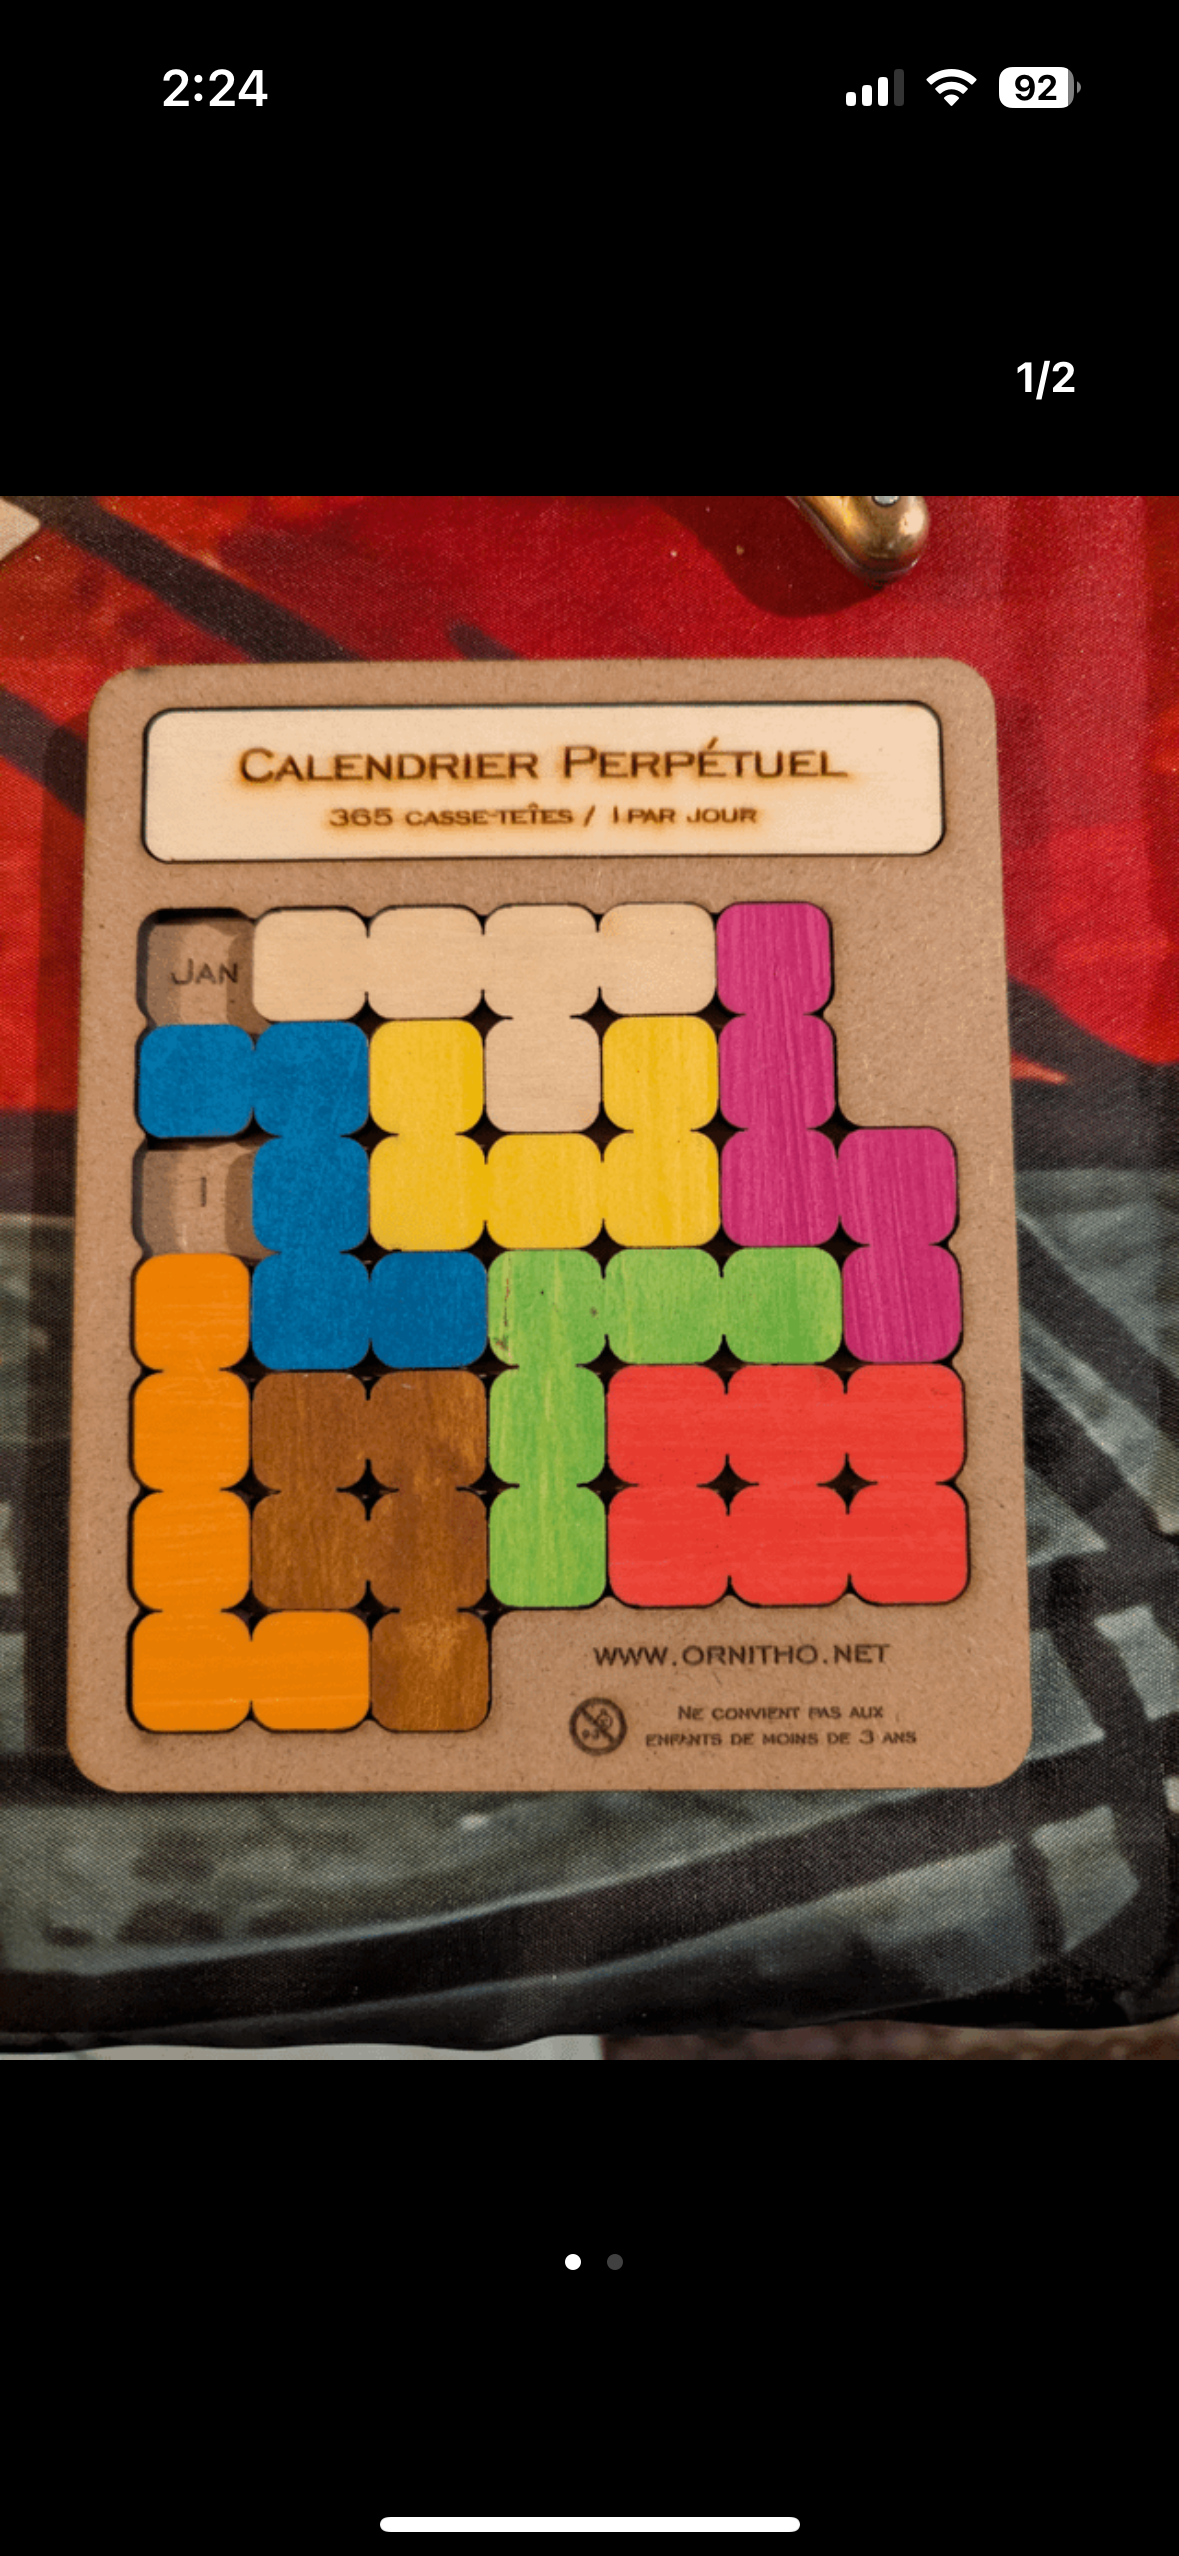 2:24
92
1/2
CALENDRIER PERPÉTUEL
365 CASSE-TEÎTES / 1 PAR JOUR
JAN
1
WWW.ORNITHO.NET
NE CONVIENT PAS AUX
ENFANTS DE MOINS DE 3 ANS